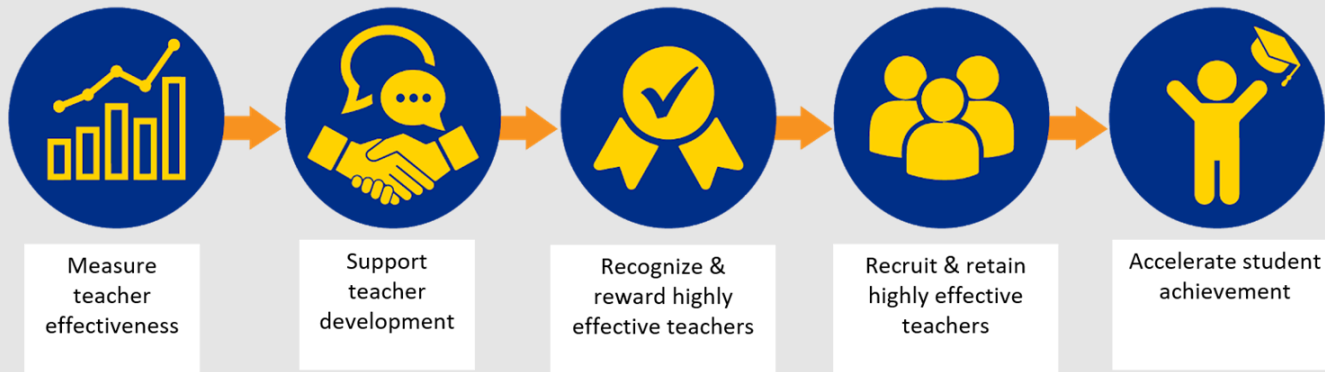 Measure
teacher
effectiveness
Support
teacher
development
Recognize &
reward highly
effective teachers
Recruit & retain
highly effective
teachers
Accelerate student
achievement